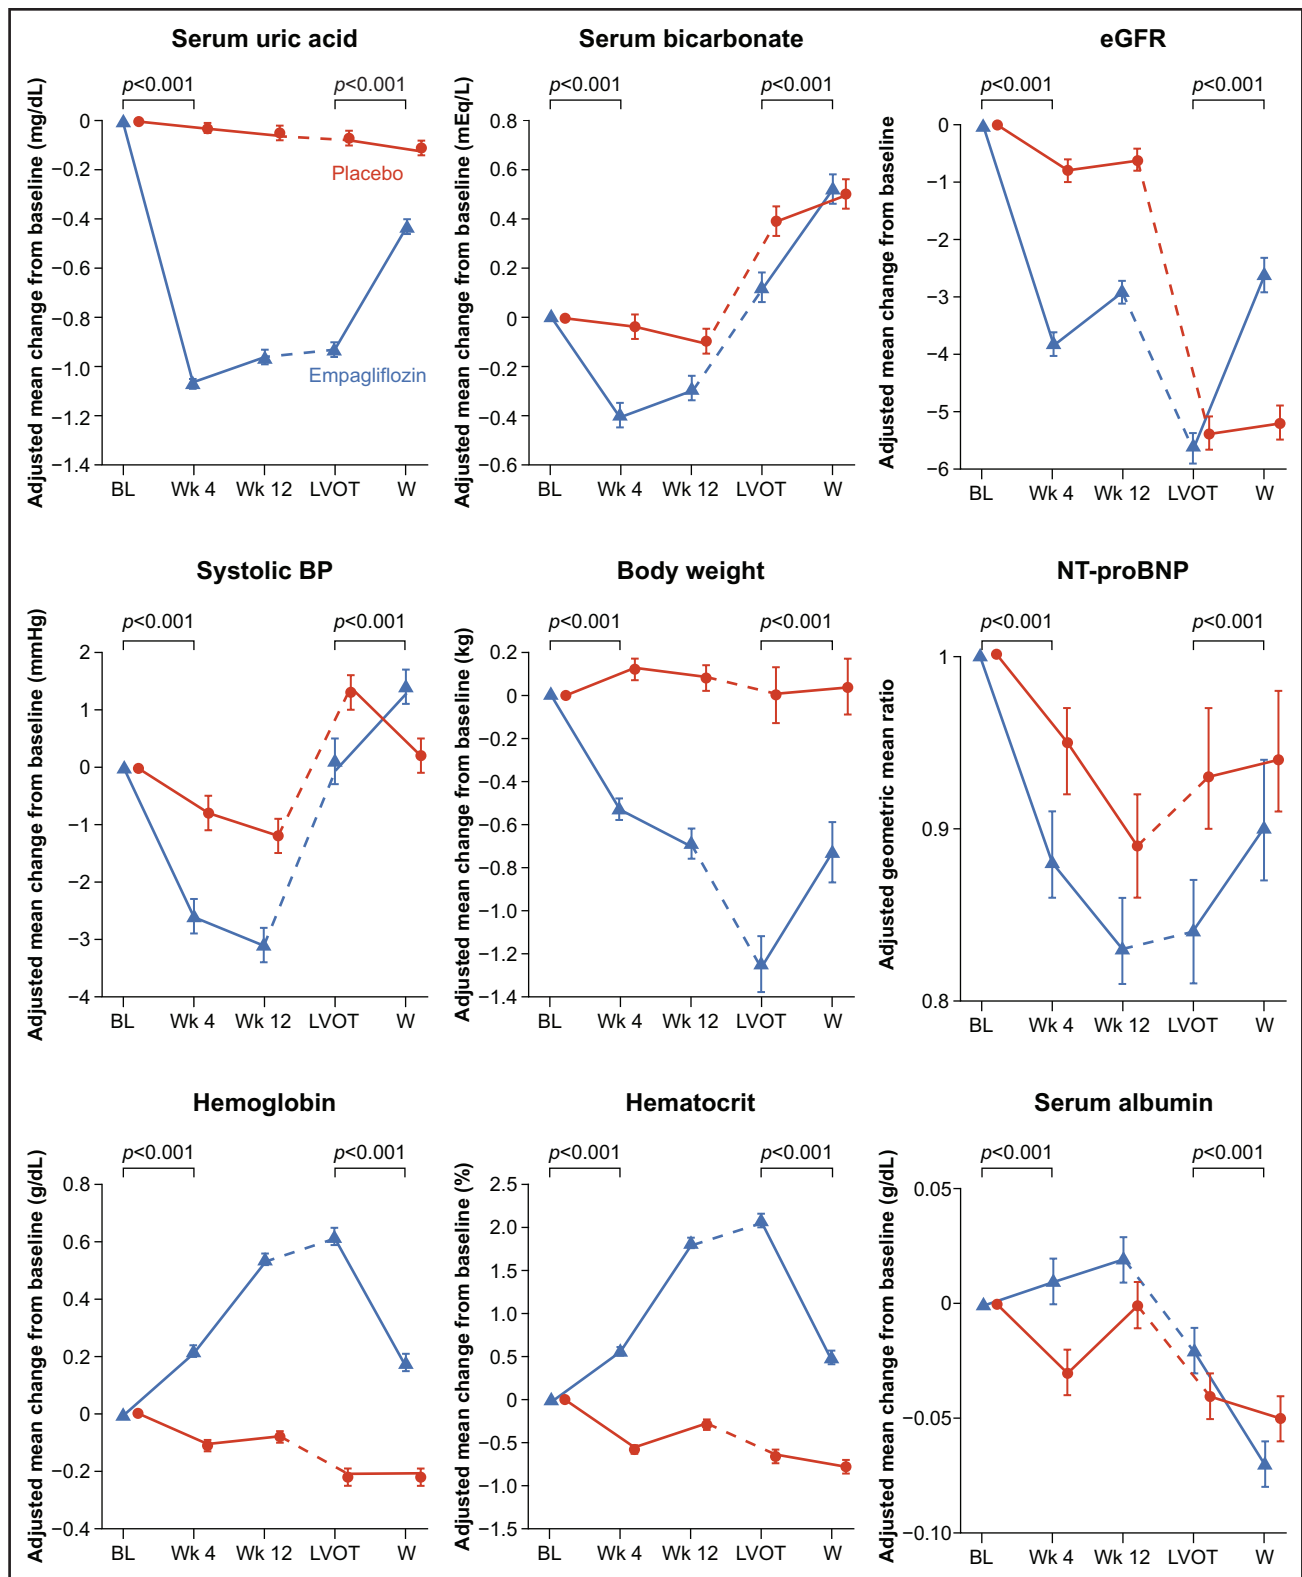 Serum uric acid
p<0.001
p<0.001
Adjusted mean change from baseline (mg/dL)
0
−0.2
−0.4
−0.6
−0.8
−1.0
−1.2
−1.4
Placebo
Empagliflozin
BL Wk 4 Wk 12 LVOT W
Serum bicarbonate
p<0.001
p<0.001
Adjusted mean change from baseline (mEq/L)
0.8
0.6
0.4
0.2
0
−0.2
−0.4
−0.6
BL Wk 4 Wk 12 LVOT W
eGFR
p<0.001
p<0.001
Adjusted mean change from baseline
0
−1
−2
−3
−4
−5
−6
BL Wk 4 Wk 12 LVOT W
Systolic BP
p<0.001
p<0.001
Adjusted mean change from baseline (mmHg)
2
1
0
−1
−2
−3
−4
BL Wk 4 Wk 12 LVOT W
Body weight
p<0.001
p<0.001
Adjusted mean change from baseline (kg)
0.2
0
−0.2
−0.4
−0.6
−0.8
−1.0
−1.2
−1.4
BL Wk 4 Wk 12 LVOT W
NT-proBNP
p<0.001
p<0.001
Adjusted geometric mean ratio
1
0.9
0.8
BL Wk 4 Wk 12 LVOT W
Hemoglobin
p<0.001
p<0.001
Adjusted mean change from baseline (g/dL)
0.8
0.6
0.4
0.2
0
−0.2
−0.4
BL Wk 4 Wk 12 LVOT W
Hematocrit
p<0.001
p<0.001
Adjusted mean change from baseline (%)
2.5
2.0
1.5
1.0
0.5
0
−0.5
−1.0
−1.5
BL Wk 4 Wk 12 LVOT W
Serum albumin
p<0.001
p<0.001
Adjusted mean change from baseline (g/dL)
0.05
0
−0.05
−0.10
BL Wk 4 Wk 12 LVOT W